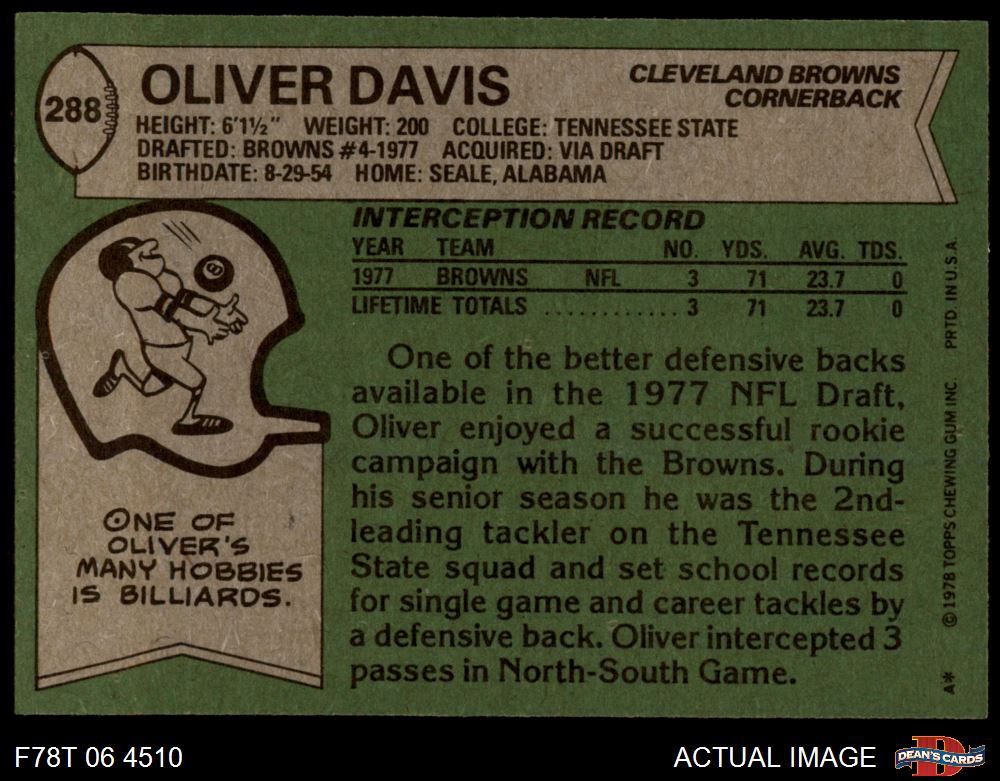 288
OLIVER DAVIS
CLEVELAND BROWNS
CORNERBACK
HEIGHT: 6'1½" WEIGHT: 200 COLLEGE: TENNESSEE STATE
DRAFTED: BROWNS #4-1977 ACQUIRED: VIA DRAFT
BIRTHDATE: 8-29-54 HOME: SEALE, ALABAMA
INTERCEPTION RECORD
YEAR TEAM NO. YDS. AVG. TDS.
1977 BROWNS NFL 3 71 23.7 0
LIFETIME TOTALS ............ 3 71 23.7 0
8
ONE OF
OLIVER'S
MANY HOBBIES
IS BILLIARDS.
One of the better defensive backs
available in the 1977 NFL Draft,
Oliver enjoyed a successful rookie
campaign with the Browns. During
his senior season he was the 2nd-
leading tackler on the Tennessee
State squad and set school records
for single game and career tackles by
a defensive back. Oliver intercepted 3
passes in North-South Game.
A* © 1978 TOPPS CHEWING GUM INC. PRTD. IN U.S.A.
F78T 06 4510
ACTUAL IMAGE
D
DEAN'S CARDS